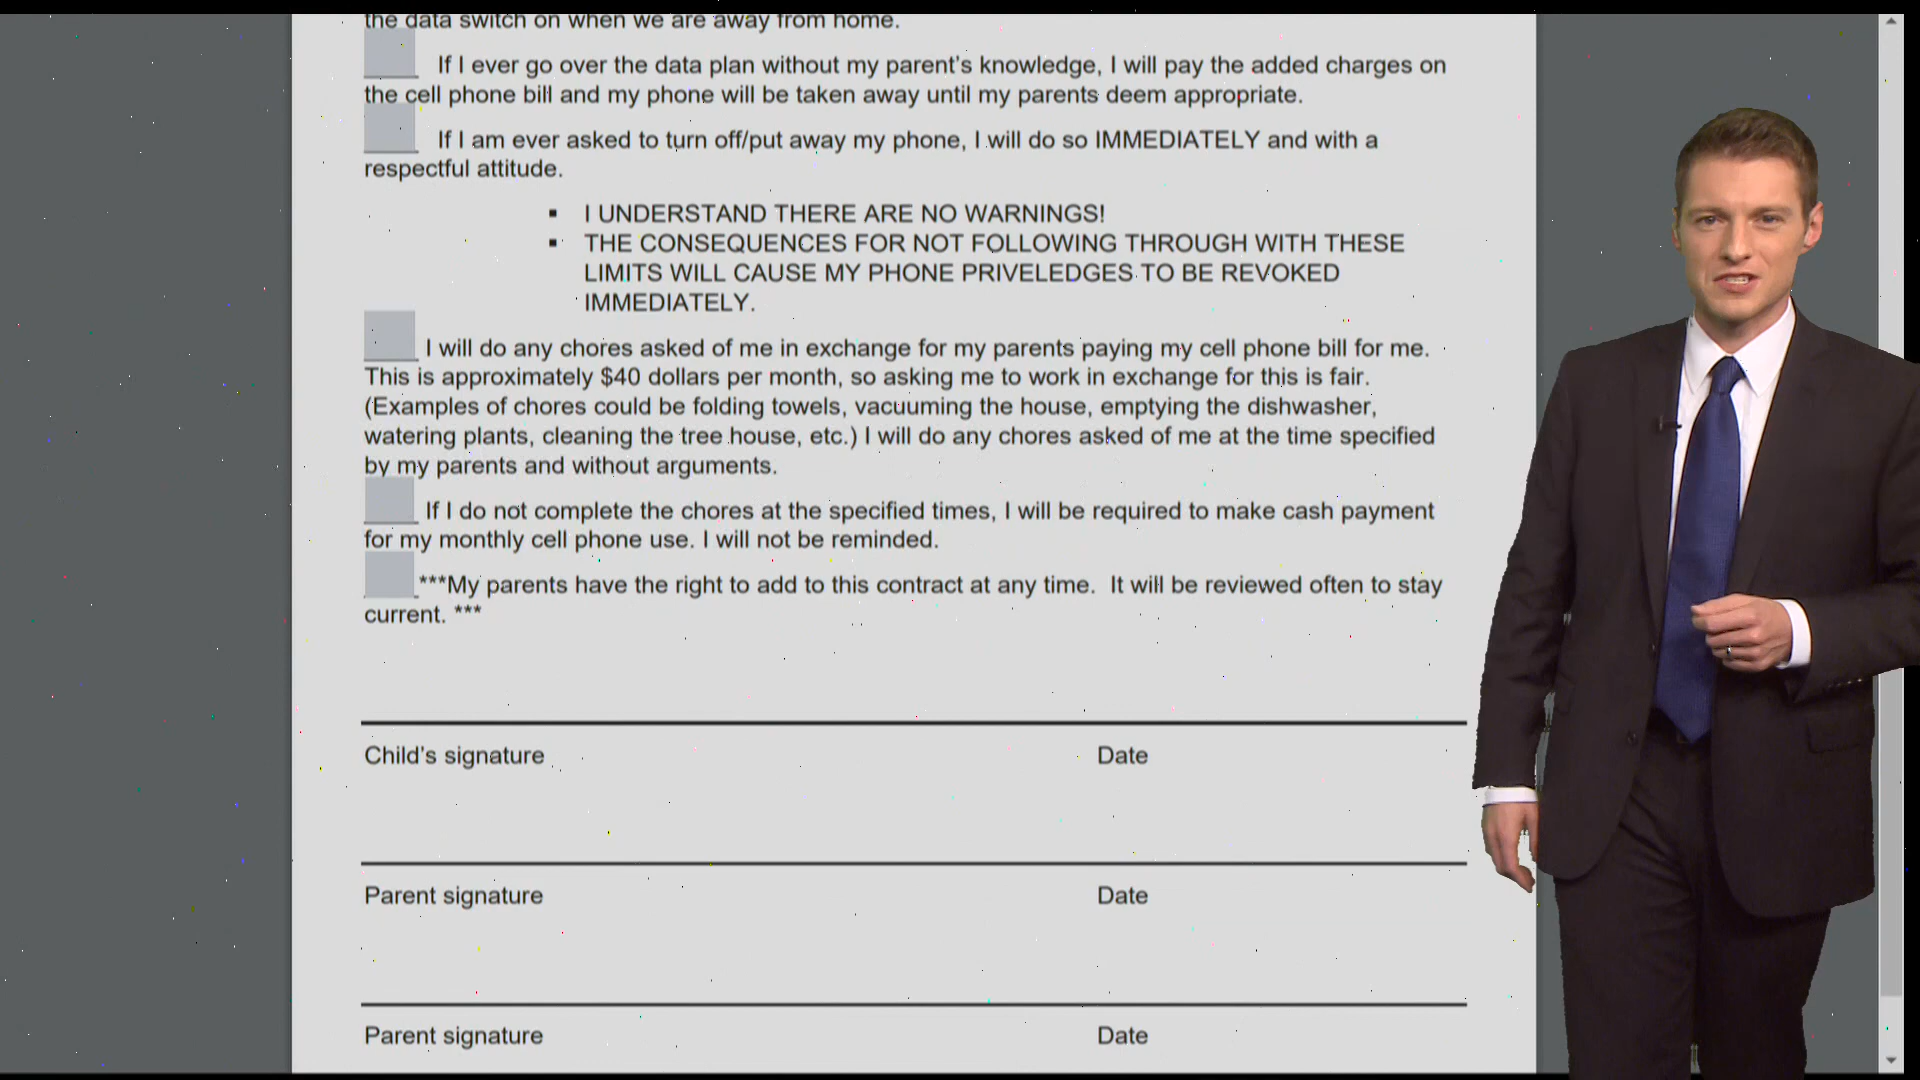 the data switch on when we are away from home.
If I ever go over the data plan without my parent's knowledge, I will pay the added charges on
the cell phone bill and my phone will be taken away until my parents deem appropriate.
If I am ever asked to turn off/put away my phone, I will do so IMMEDIATELY and with a
respectful attitude.
▪ I UNDERSTAND THERE ARE NO WARNINGS!
▪ THE CONSEQUENCES FOR NOT FOLLOWING THROUGH WITH THESE
LIMITS WILL CAUSE MY PHONE PRIVELEDGES TO BE REVOKED
IMMEDIATELY.
I will do any chores asked of me in exchange for my parents paying my cell phone bill for me.
This is approximately $40 dollars per month, so asking me to work in exchange for this is fair.
(Examples of chores could be folding towels, vacuuming the house, emptying the dishwasher,
watering plants, cleaning the tree house, etc.) I will do any chores asked of me at the time specified
by my parents and without arguments.
If I do not complete the chores at the specified times, I will be required to make cash payment
for my monthly cell phone use. I will not be reminded.
***My parents have the right to add to this contract at any time.  It will be reviewed often to stay
current. ***
Child's signature Date
Parent signature Date
Parent signature Date